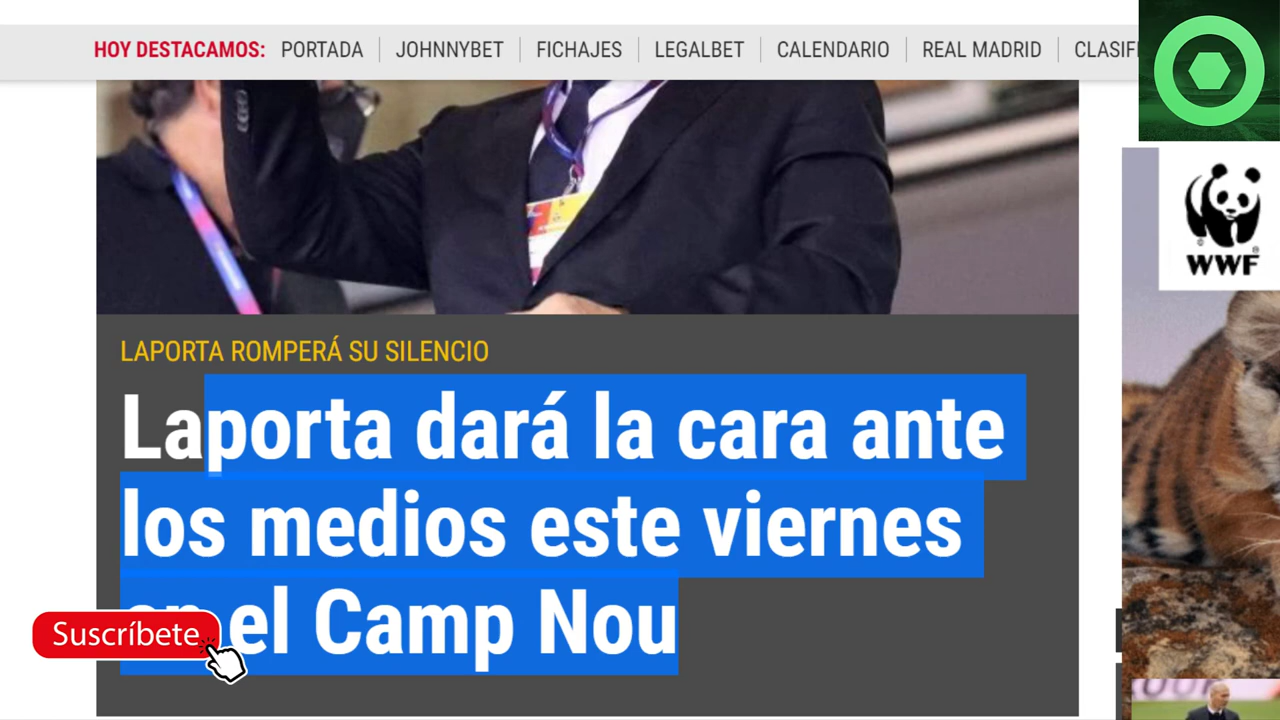 HOY DESTACAMOS: PORTADA JOHNNYBET FICHAJES LEGALBET CALENDARIO REAL MADRID
WWF
LAPORTA ROMPERÁ SU SILENCIO
Laporta dará la cara ante
los medios este viernes
en el Camp Nou
Suscríbete